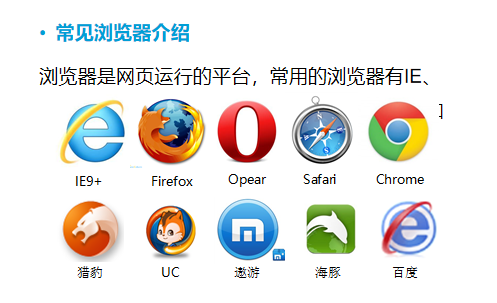 • 常见浏览器介绍
浏览器是网页运行的平台，常用的浏览器有IE、
IE9+ Firefox Opear Safari Chrome
猎豹 UC 遨游 海豚 百度